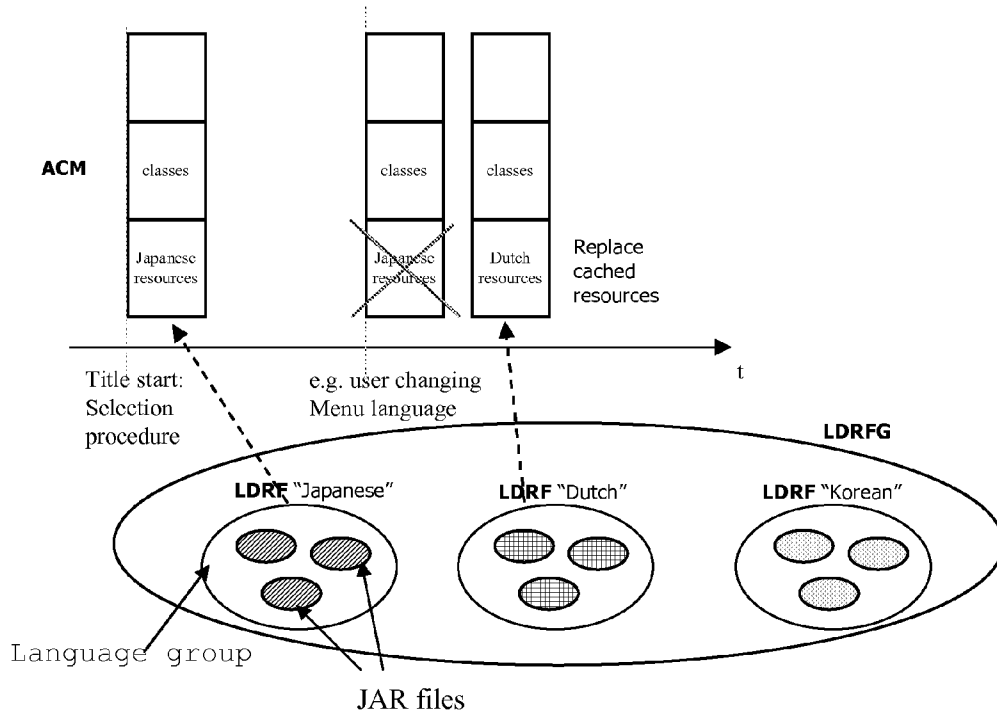 ACM
classes
Japanese
resources
classes
Japanese
resources
classes
Dutch
resources
Replace
cached
resources
t
Title start:
Selection
procedure
e.g. user changing
Menu language
LDRFG
LDRF “Japanese”
LDRF “Dutch”
LDRF “Korean”
Language group
JAR files